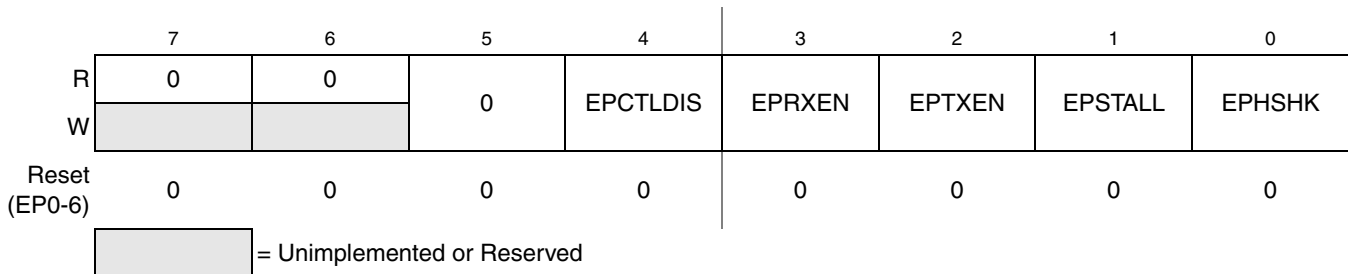 7 6 5 4 3 2 1 0
R 0 0 0 EPCTLDIS EPRXEN EPTXEN EPSTALL EPHSHK
W
Reset
(EP0-6) 0 0 0 0 0 0 0 0
= Unimplemented or Reserved